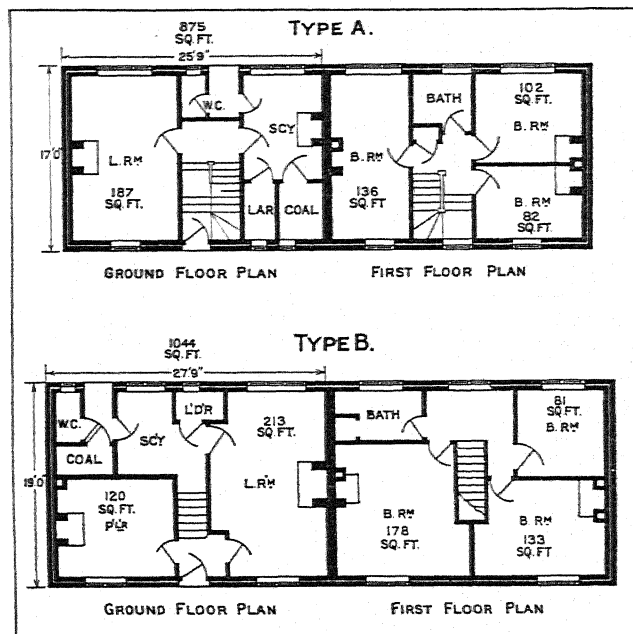 TYPE A.
875
SQ. FT.
25'9"
17'0"
L.RM
187
SQ. FT.
W.C.
SCY
LAR
COAL
B. RM
136
SQ. FT.
BATH
102
SQ. FT.
B. RM
B. RM
82
SQ. FT.
GROUND FLOOR PLAN
FIRST FLOOR PLAN
TYPE B.
1044
SQ. FT.
27'9"
19'0"
W.C.
COAL
SCY
L'D'R
213
SQ. FT.
L.RM
120
SQ. FT.
P'LR
BATH
B. RM
178
SQ. FT.
81
SQ. FT.
B. RM
B. RM
133
SQ. FT
GROUND FLOOR PLAN
FIRST FLOOR PLAN